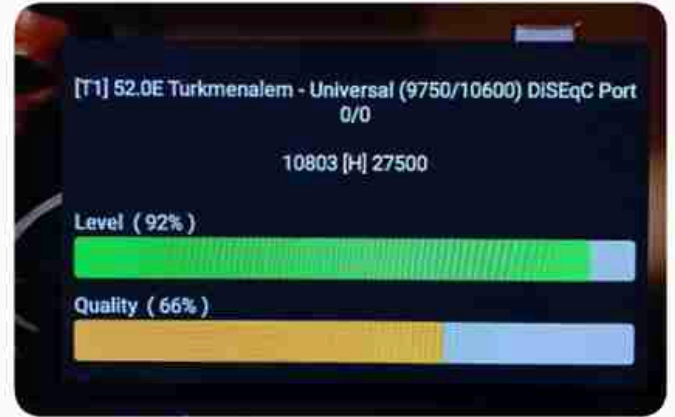 [T1] 52.0E Turkmenalem - Universal (9750/10600) DiSEqC Port
0/0
10803 [H] 27500
Level ( 92% )
Quality ( 66% )